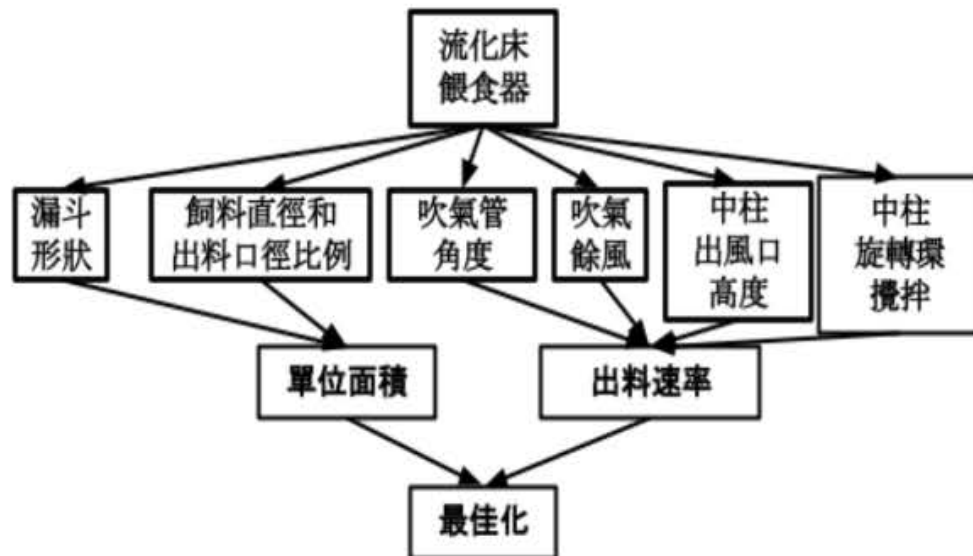 流化床
餵食器
漏斗
形狀
飼料直徑和
出料口徑比例
吹氣管
角度
吹氣
餘風
中柱
出風口
高度
中柱
旋轉環
攪拌
單位面積
出料速率
最佳化